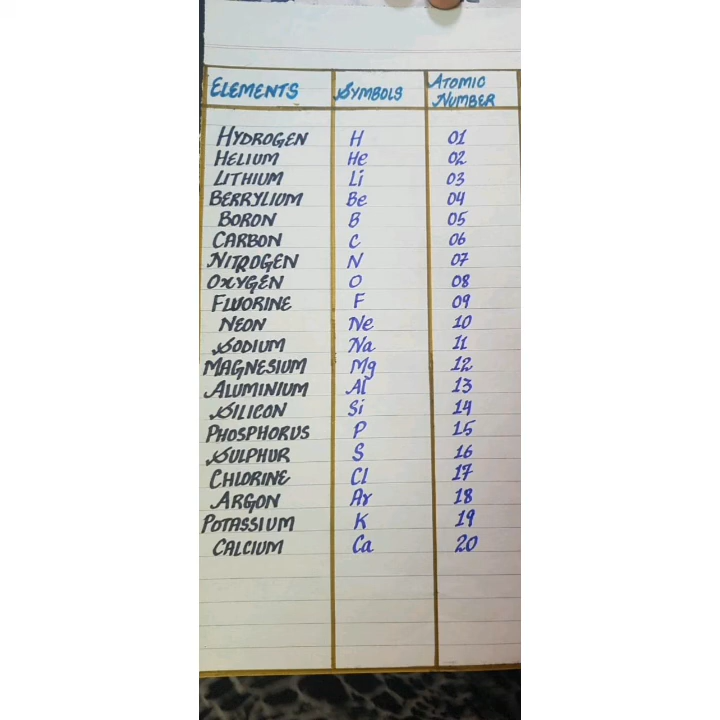 ELEMENTS SYMBOLS ATOMIC NUMBER
HYDROGEN H 01
HELIUM He 02
LITHIUM Li 03
BERRYLIUM Be 04
BORON B 05
CARBON C 06
NITROGEN N 07
OXYGEN O 08
FLUORINE F 09
NEON Ne 10
SODIUM Na 11
MAGNESIUM Mg 12
ALUMINIUM Al 13
SILICON Si 14
PHOSPHORUS P 15
SULPHUR S 16
CHLORINE Cl 17
ARGON Ar 18
POTASSIUM K 19
CALCIUM Ca 20